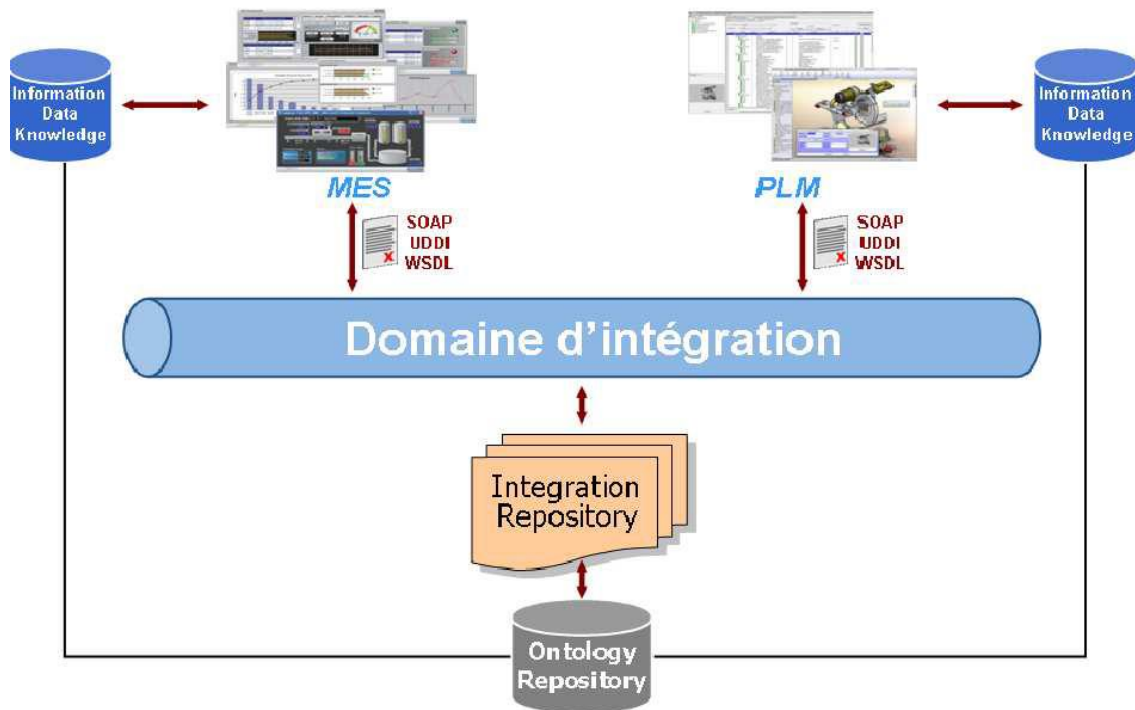 Information
Data
Knowledge
Information
Data
Knowledge
MES
PLM
SOAP
UDDI
WSDL
SOAP
UDDI
WSDL
Domaine d'intégration
Integration
Repository
Ontology
Repository